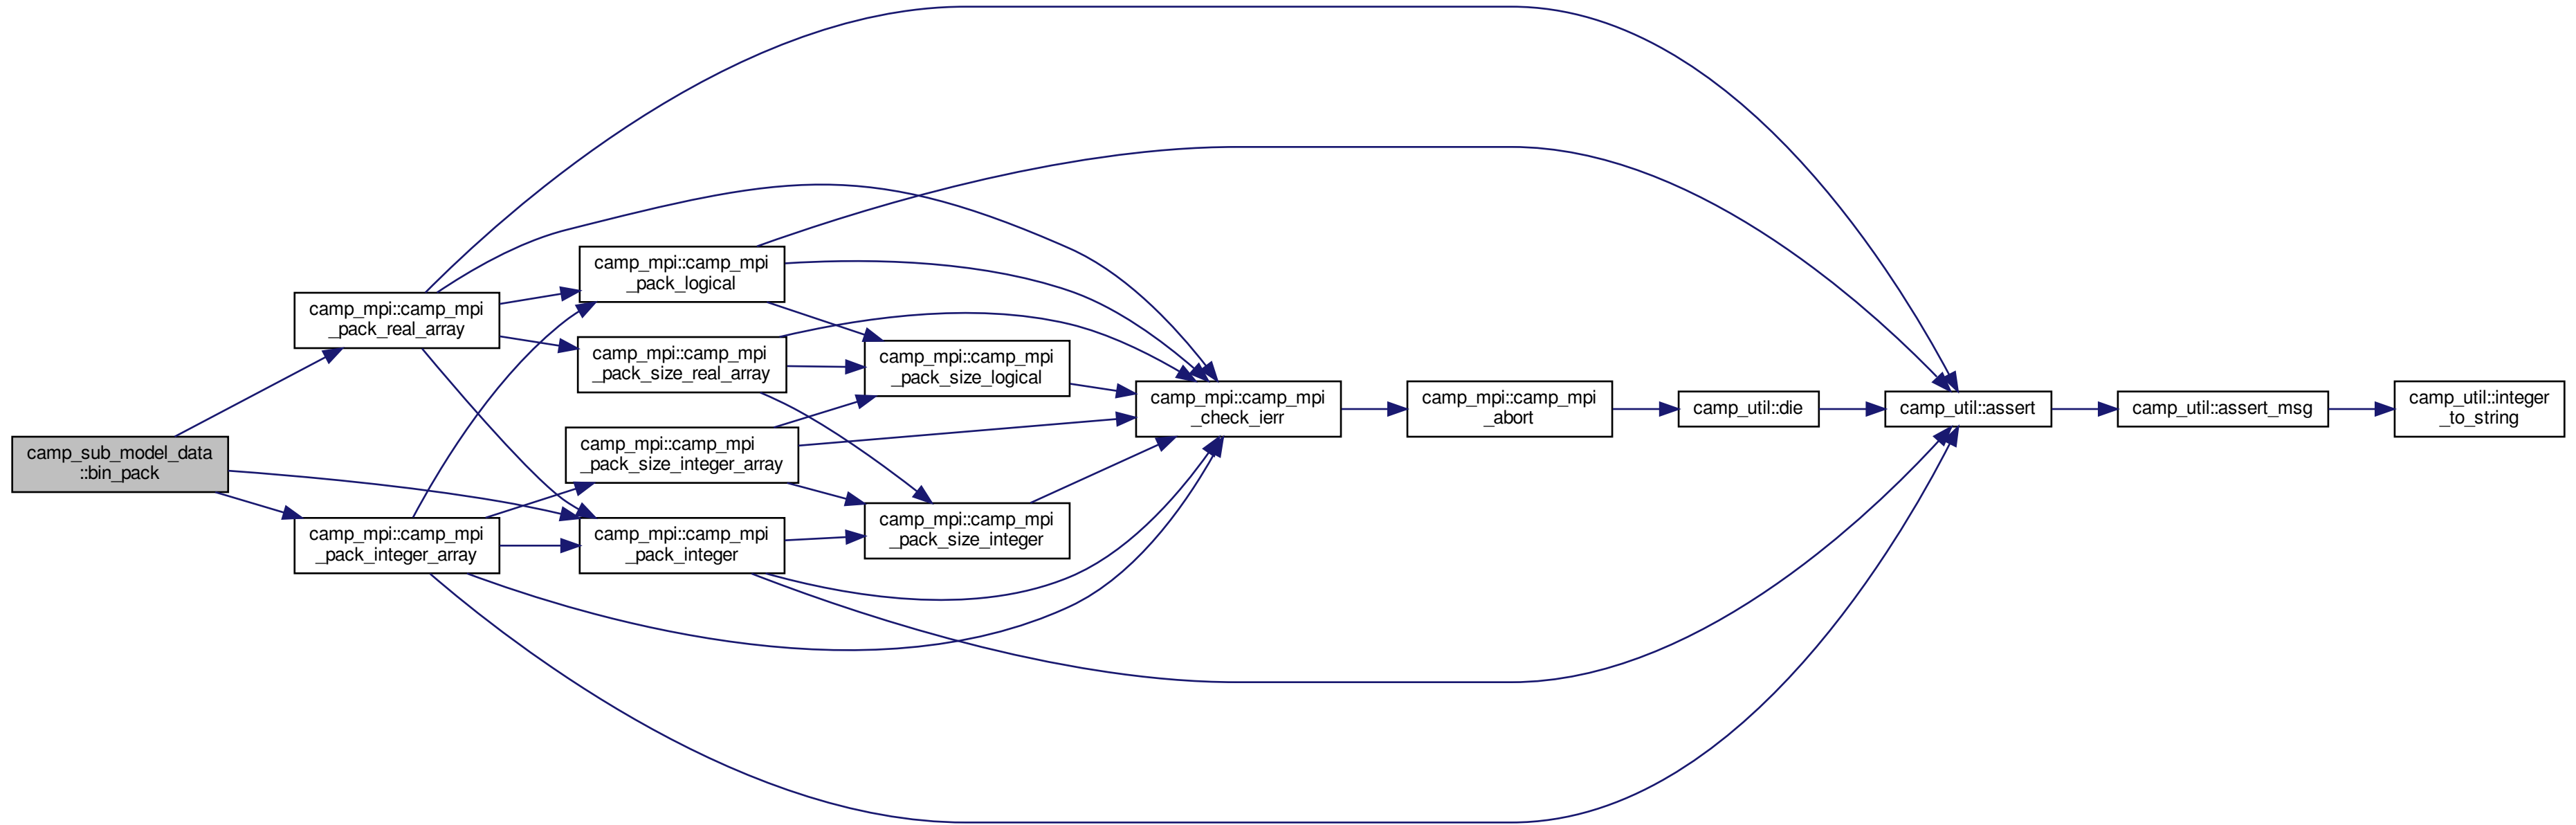 camp_sub_model_data
::bin_pack
camp_mpi::camp_mpi
_pack_real_array
camp_mpi::camp_mpi
_pack_integer_array
camp_mpi::camp_mpi
_pack_logical
camp_mpi::camp_mpi
_pack_size_real_array
camp_mpi::camp_mpi
_pack_size_integer_array
camp_mpi::camp_mpi
_pack_integer
camp_mpi::camp_mpi
_pack_size_logical
camp_mpi::camp_mpi
_pack_size_integer
camp_mpi::camp_mpi
_check_ierr
camp_mpi::camp_mpi
_abort
camp_util::die
camp_util::assert
camp_util::assert_msg
camp_util::integer
_to_string